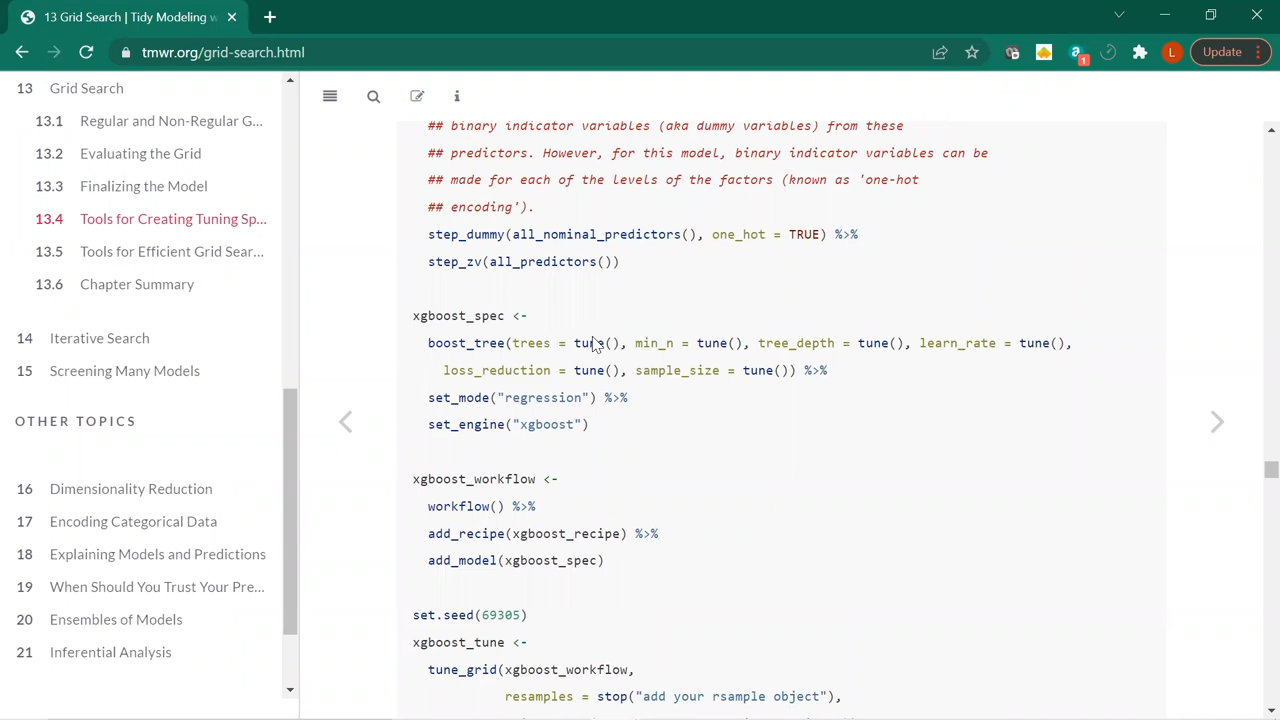 13 Grid Search | Tidy Modeling w
tmwr.org/grid-search.html
1
L
Update
13 Grid Search
13.1 Regular and Non-Regular G...
13.2 Evaluating the Grid
13.3 Finalizing the Model
13.4 Tools for Creating Tuning Sp...
13.5 Tools for Efficient Grid Sear...
13.6 Chapter Summary
14 Iterative Search
15 Screening Many Models
OTHER TOPICS
16 Dimensionality Reduction
17 Encoding Categorical Data
18 Explaining Models and Predictions
19 When Should You Trust Your Pre...
20 Ensembles of Models
21 Inferential Analysis
## binary indicator variables (aka dummy variables) from these
## predictors. However, for this model, binary indicator variables can be
## made for each of the levels of the factors (known as 'one-hot
## encoding').
step_dummy(all_nominal_predictors(), one_hot = TRUE) %>%
step_zv(all_predictors())
xgboost_spec <-
boost_tree(trees = tune(), min_n = tune(), tree_depth = tune(), learn_rate = tune(),
loss_reduction = tune(), sample_size = tune()) %>%
set_mode("regression") %>%
set_engine("xgboost")
xgboost_workflow <-
workflow() %>%
add_recipe(xgboost_recipe) %>%
add_model(xgboost_spec)
set.seed(69305)
xgboost_tune <-
tune_grid(xgboost_workflow,
resamples = stop("add your rsample object"),